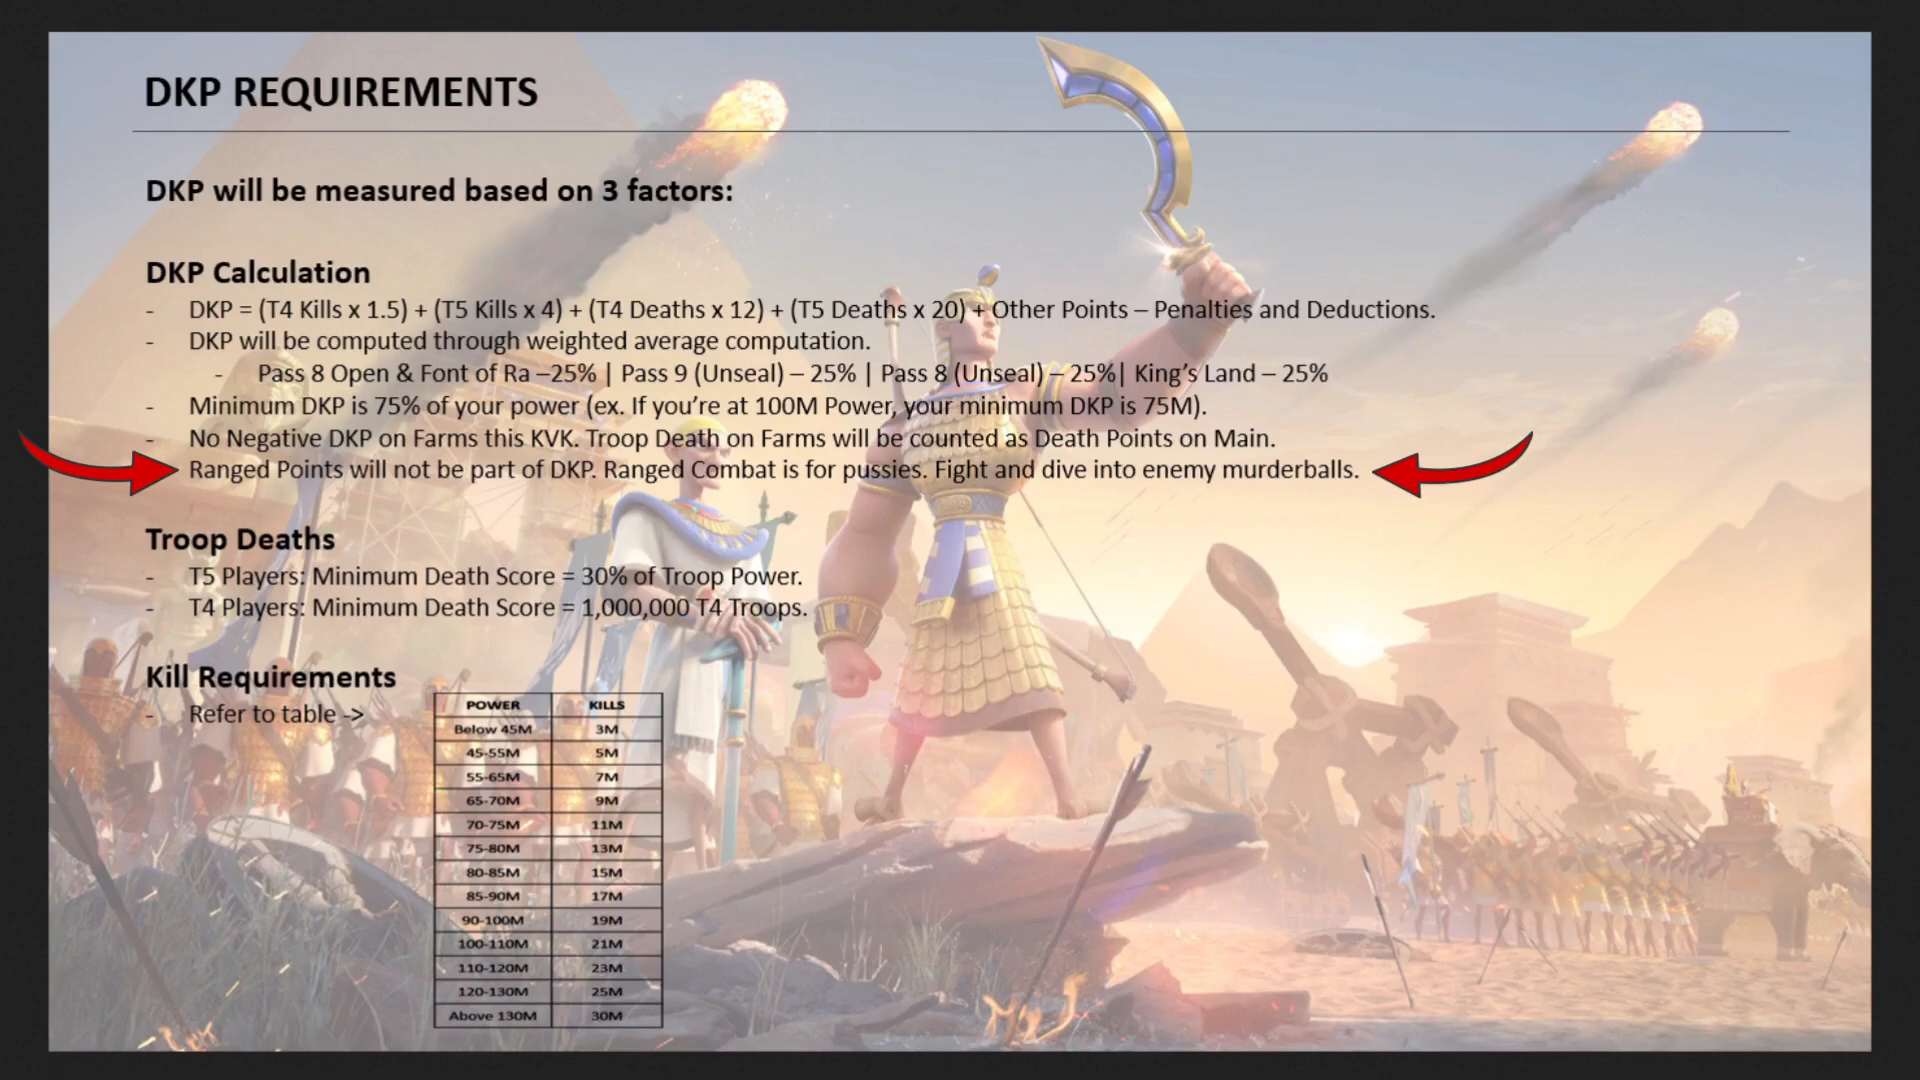 DKP REQUIREMENTS
DKP will be measured based on 3 factors:
DKP Calculation
- DKP = (T4 Kills x 1.5) + (T5 Kills x 4) + (T4 Deaths x 12) + (T5 Deaths x 20) + Other Points – Penalties and Deductions.
- DKP will be computed through weighted average computation.
- Pass 8 Open & Font of Ra –25% | Pass 9 (Unseal) – 25% | Pass 8 (Unseal) – 25%| King's Land – 25%
- Minimum DKP is 75% of your power (ex. If you're at 100M Power, your minimum DKP is 75M).
- No Negative DKP on Farms this KVK. Troop Death on Farms will be counted as Death Points on Main.
Ranged Points will not be part of DKP. Ranged Combat is for pussies. Fight and dive into enemy murderballs.
Troop Deaths
- T5 Players: Minimum Death Score = 30% of Troop Power.
- T4 Players: Minimum Death Score = 1,000,000 T4 Troops.
Kill Requirements
- Refer to table ->
POWER KILLS
Below 45M 3M
45-55M 5M
55-65M 7M
65-70M 9M
70-75M 11M
75-80M 13M
80-85M 15M
85-90M 17M
90-100M 19M
100-110M 21M
110-120M 23M
120-130M 25M
Above 130M 30M